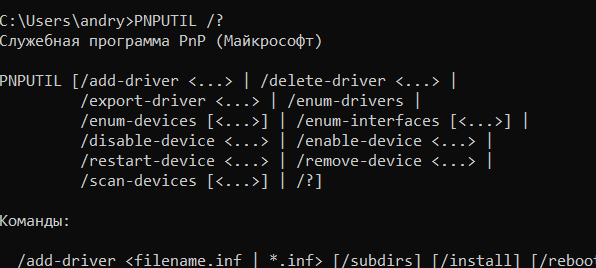 C:\Users\andry>PNPUTIL /?
Служебная программа PnP (Майкрософт)
PNPUTIL [/add-driver <...> | /delete-driver <...> |
/export-driver <...> | /enum-drivers |
/enum-devices [<...>] | /enum-interfaces [<...>] |
/disable-device <...> | /enable-device <...> |
/restart-device <...> | /remove-device <...> |
/scan-devices [<...>] | /?]
Команды:
/add-driver <filename.inf | *.inf> [/subdirs] [/install] [/reboot